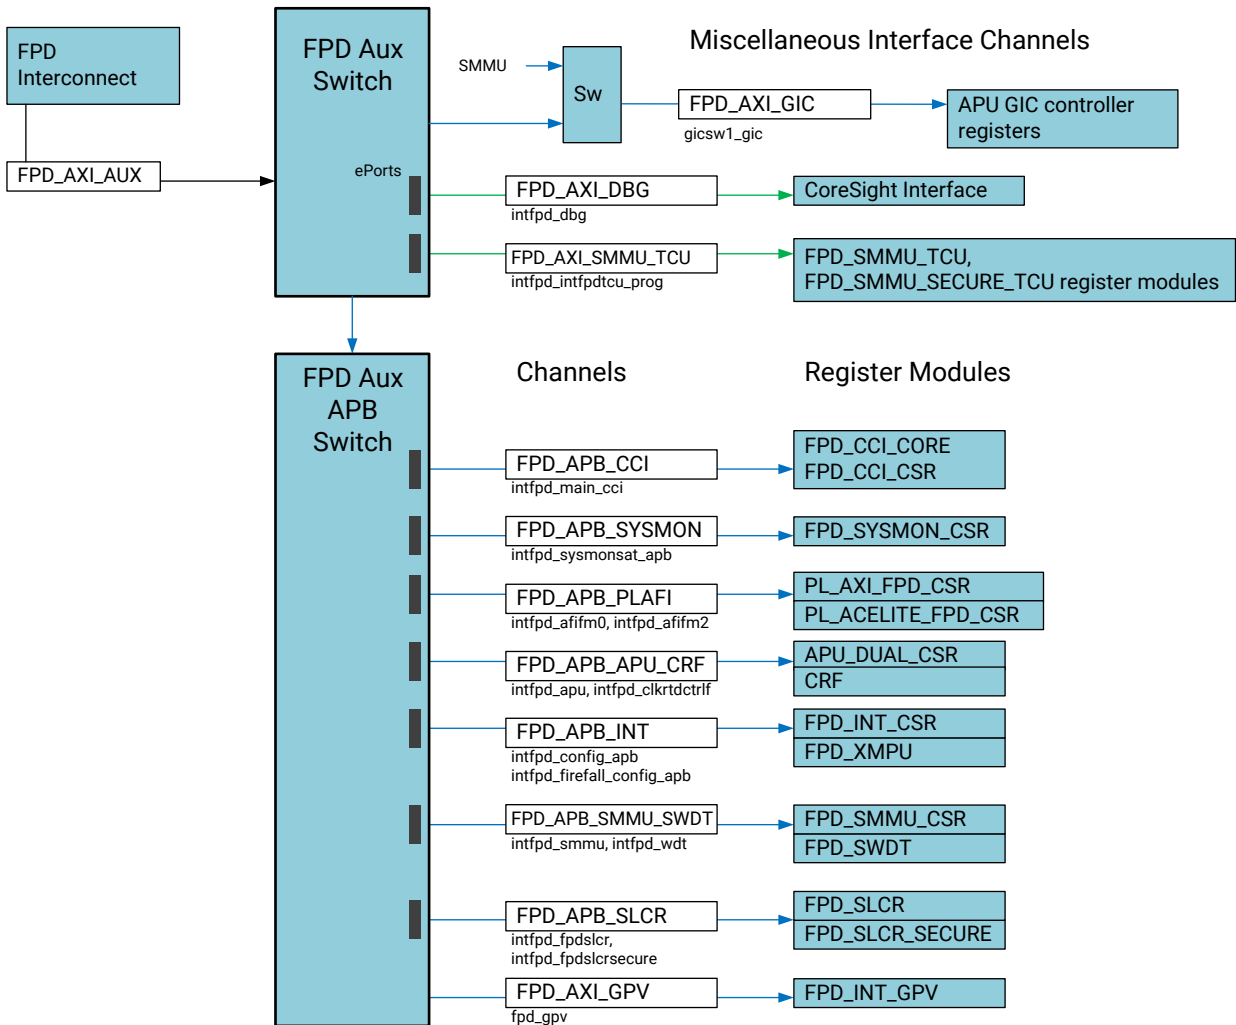 FPD
Interconnect
FPD_AXI_AUX
FPD Aux
Switch
ePorts
Miscellaneous Interface Channels
SMMU
Sw
FPD_AXI_GIC
gicsw1_gic
APU GIC controller
registers
FPD_AXI_DBG
intfpd_dbg
CoreSight Interface
FPD_AXI_SMMU_TCU
intfpd_intfpdtcu_prog
FPD_SMMU_TCU,
FPD_SMMU_SECURE_TCU register modules
FPD Aux
APB
Switch
Channels
Register Modules
FPD_APB_CCI
intfpd_main_cci
FPD_CCI_CORE
FPD_CCI_CSR
FPD_APB_SYSMON
intfpd_sysmonsat_apb
FPD_SYSMON_CSR
FPD_APB_PLAFI
intfpd_afifm0, intfpd_afifm2
PL_AXI_FPD_CSR
PL_ACELITE_FPD_CSR
FPD_APB_APU_CRF
intfpd_apu, intfpd_clkrtdctrlf
APU_DUAL_CSR
CRF
FPD_APB_INT
intfpd_config_apb
intfpd_firefall_config_apb
FPD_INT_CSR
FPD_XMPU
FPD_APB_SMMU_SWDT
intfpd_smmu, intfpd_wdt
FPD_SMMU_CSR
FPD_SWDT
FPD_APB_SLCR
intfpd_fpdslcr,
intfpd_fpdslcrsecure
FPD_SLCR
FPD_SLCR_SECURE
FPD_AXI_GPV
fpd_gpv
FPD_INT_GPV